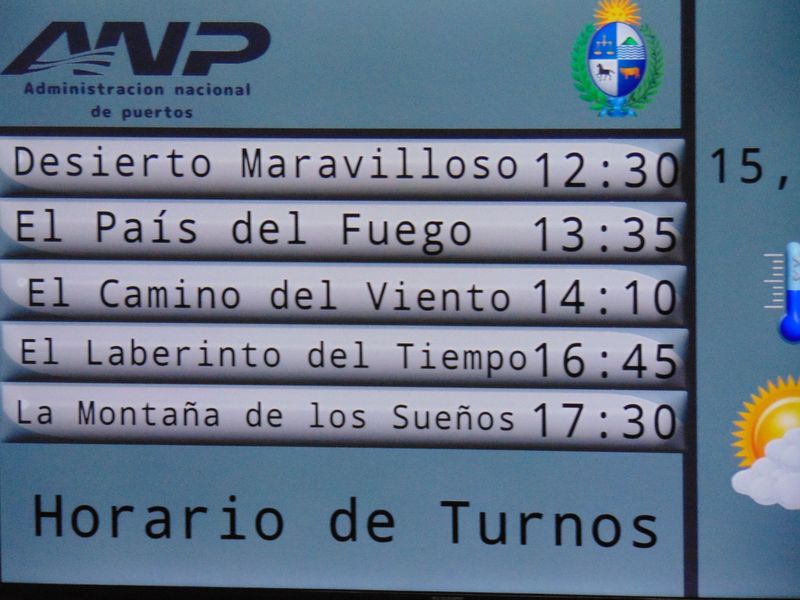 ANP
Administracion nacional
de puertos
Desierto Maravilloso 12:30
El País del Fuego 13:35
El Camino del Viento 14:10
El Laberinto del Tiempo 16:45
La Montaña de los Sueños 17:30
Horario de Turnos
15,